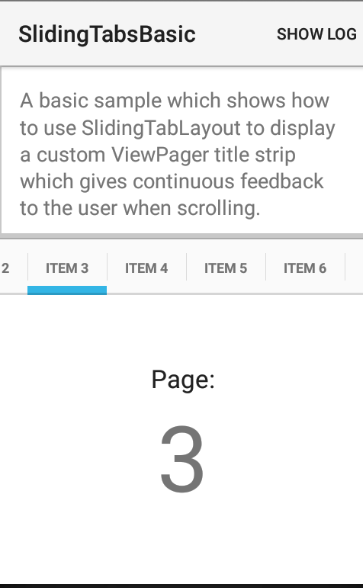 SlidingTabsBasic SHOW LOG
A basic sample which shows how
to use SlidingTabLayout to display
a custom ViewPager title strip
which gives continuous feedback
to the user when scrolling.
2 ITEM 3 ITEM 4 ITEM 5 ITEM 6
Page:
3